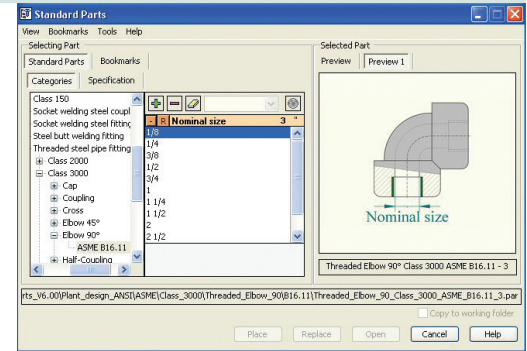 Standard Parts
View Bookmarks Tools Help
Selecting Part
Selected Part
Standard Parts Bookmarks
Preview Preview 1
Categories Specification
Class 150
Socket welding steel coupl
Socket welding steel fitting
Steel butt welding fitting
Threaded steel pipe fitting
Class 2000
Class 3000
Cap
Coupling
Cross
Elbow 45°
Elbow 90°
ASME B16.11
Half-Coupling
- R Nominal size 3 "
1/8
1/4
3/8
1/2
3/4
1
1 1/4
1 1/2
2
2 1/2
Nominal size
Threaded Elbow 90° Class 3000 ASME B16.11 - 3
rts_V6.00\Plant_design_ANSI\ASME\Class_3000\Threaded_Elbow_90\B16.11\Threaded_Elbow_90_Class_3000_ASME_B16.11_3.par
Copy to working folder
Place Replace Open Cancel Help